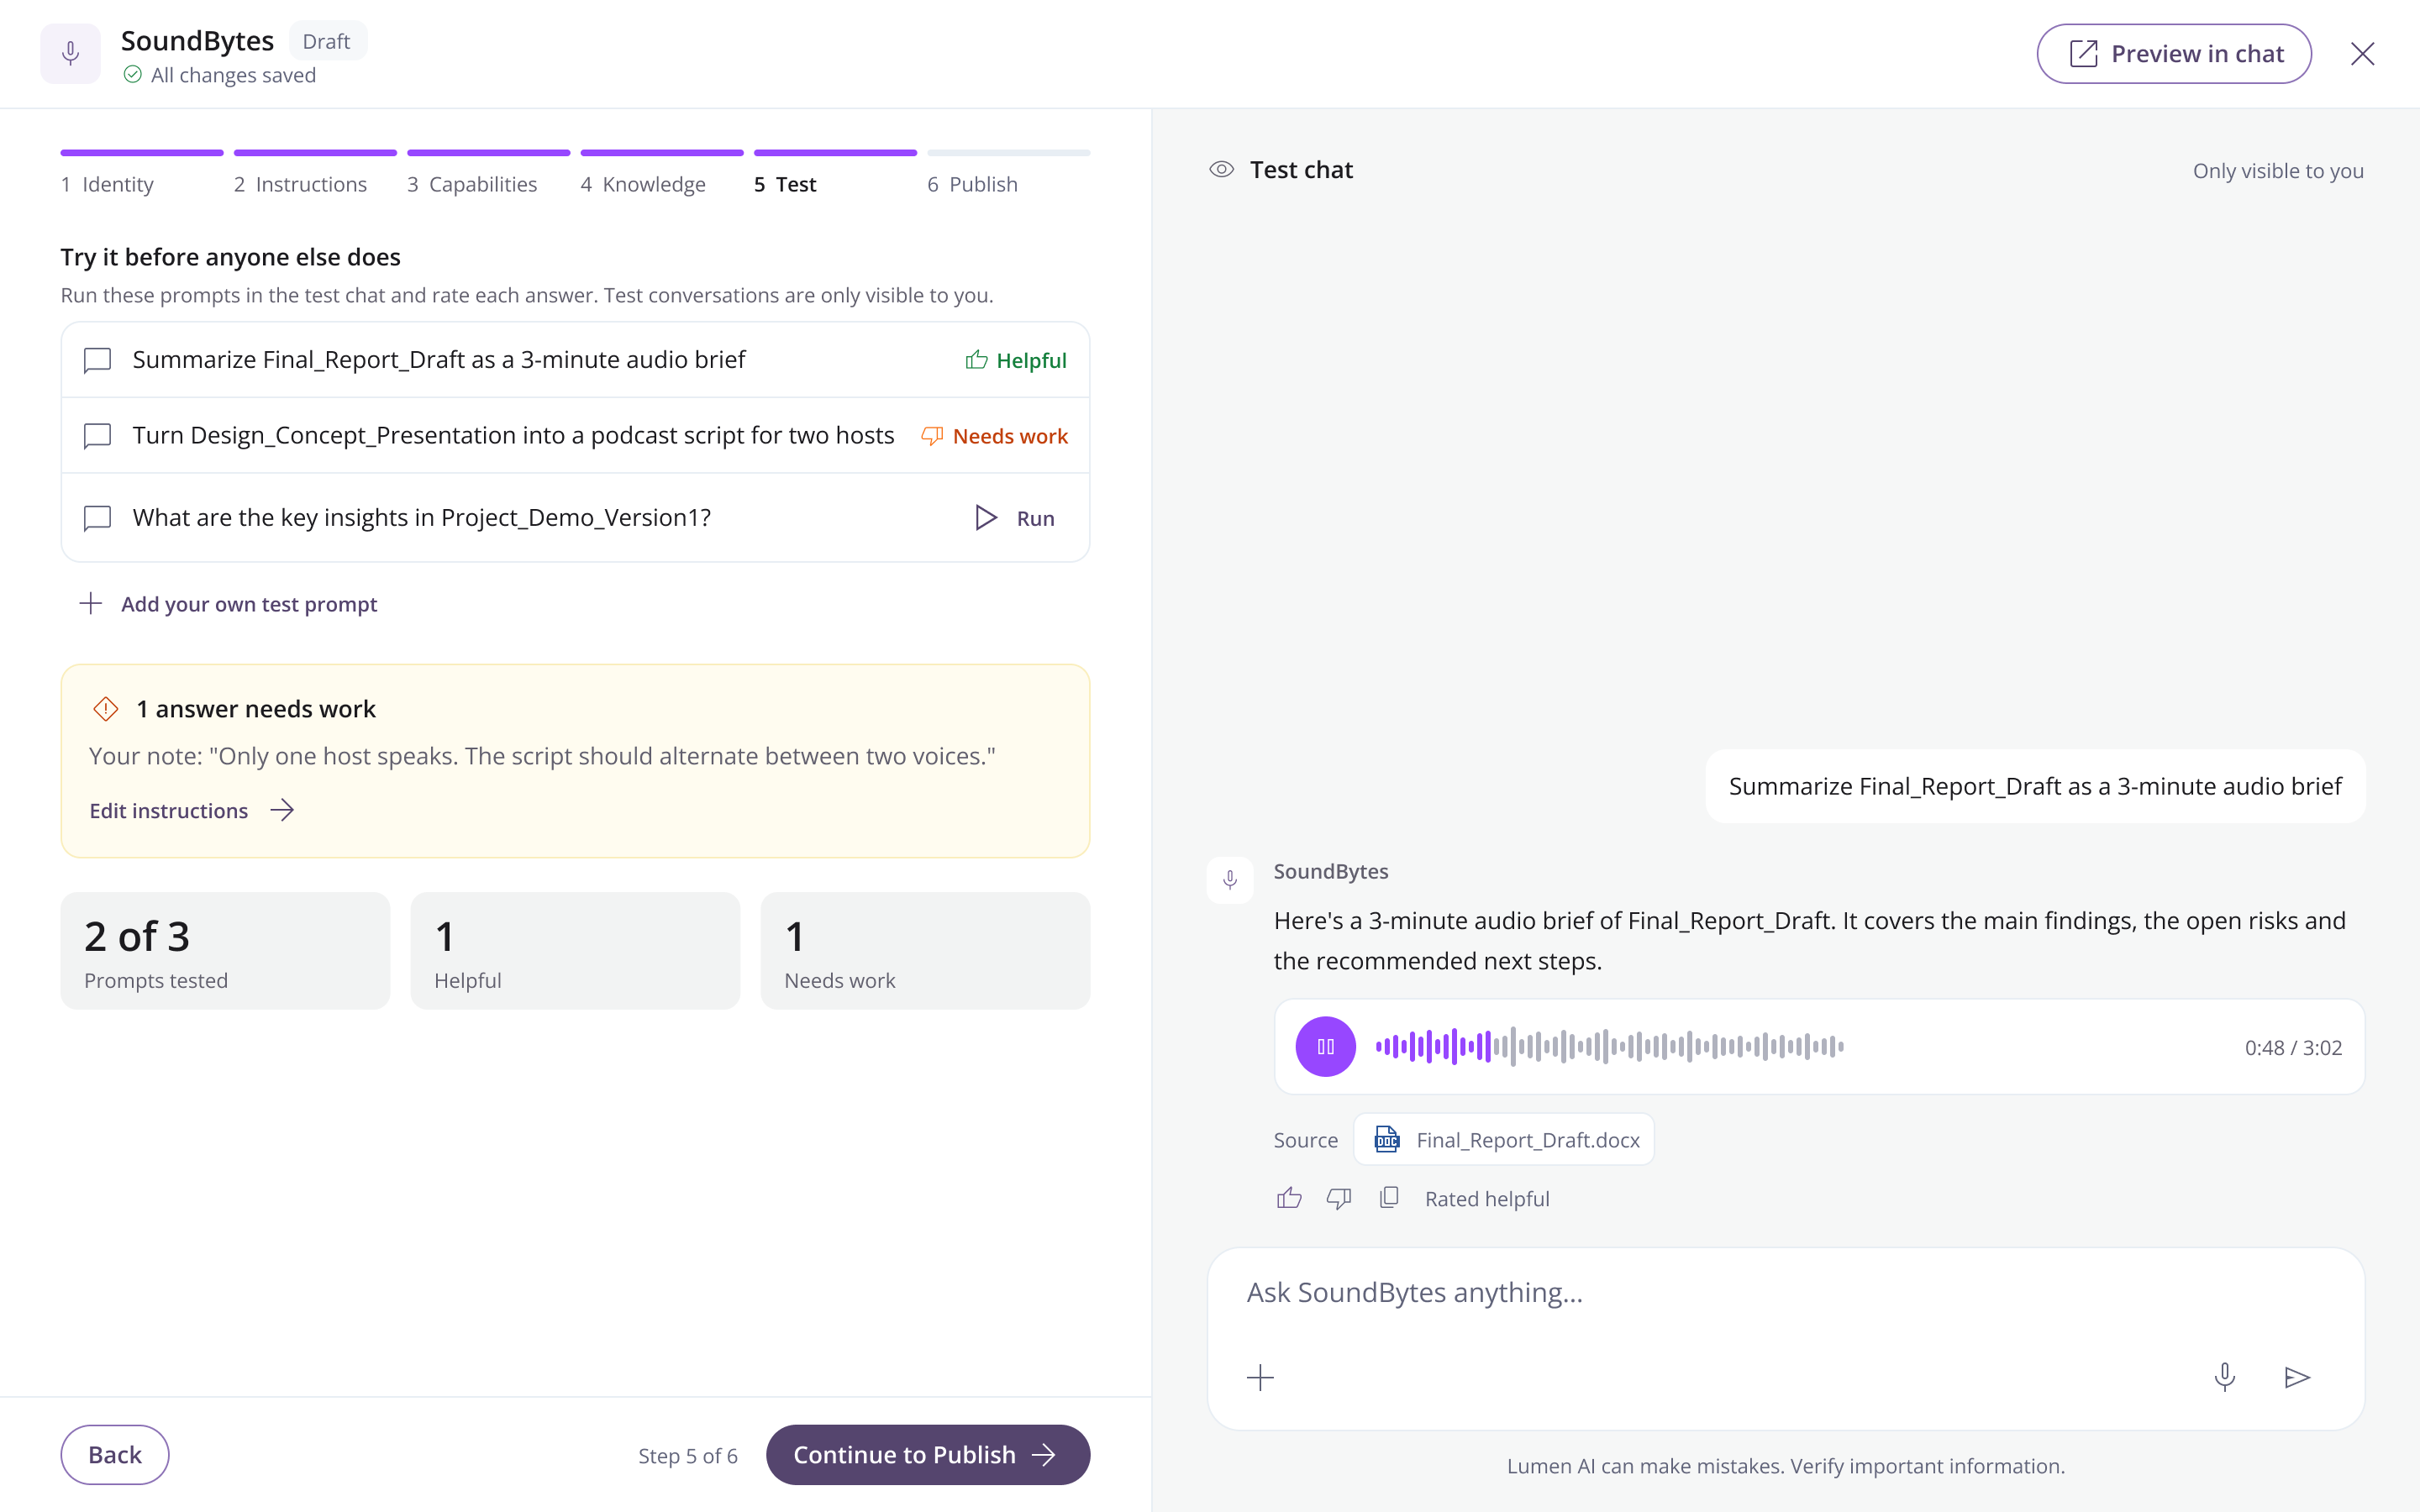 SoundBytes
Draft
All changes saved
Preview in chat
1 Identity
2 Instructions
3 Capabilities
4 Knowledge
5 Test
6 Publish
Try it before anyone else does
Run these prompts in the test chat and rate each answer. Test conversations are only visible to you.
Summarize Final_Report_Draft as a 3-minute audio brief
Helpful
Turn Design_Concept_Presentation into a podcast script for two hosts
Needs work
What are the key insights in Project_Demo_Version1?
Run
Add your own test prompt
1 answer needs work
Your note: "Only one host speaks. The script should alternate between two voices."
Edit instructions
2 of 3
Prompts tested
1
Helpful
1
Needs work
Back
Step 5 of 6
Continue to Publish
Test chat
Only visible to you
Summarize Final_Report_Draft as a 3-minute audio brief
SoundBytes
Here's a 3-minute audio brief of Final_Report_Draft. It covers the main findings, the open risks and
the recommended next steps.
0:48 / 3:02
Source
DOC
Final_Report_Draft.docx
Rated helpful
Ask SoundBytes anything...
Lumen AI can make mistakes. Verify important information.